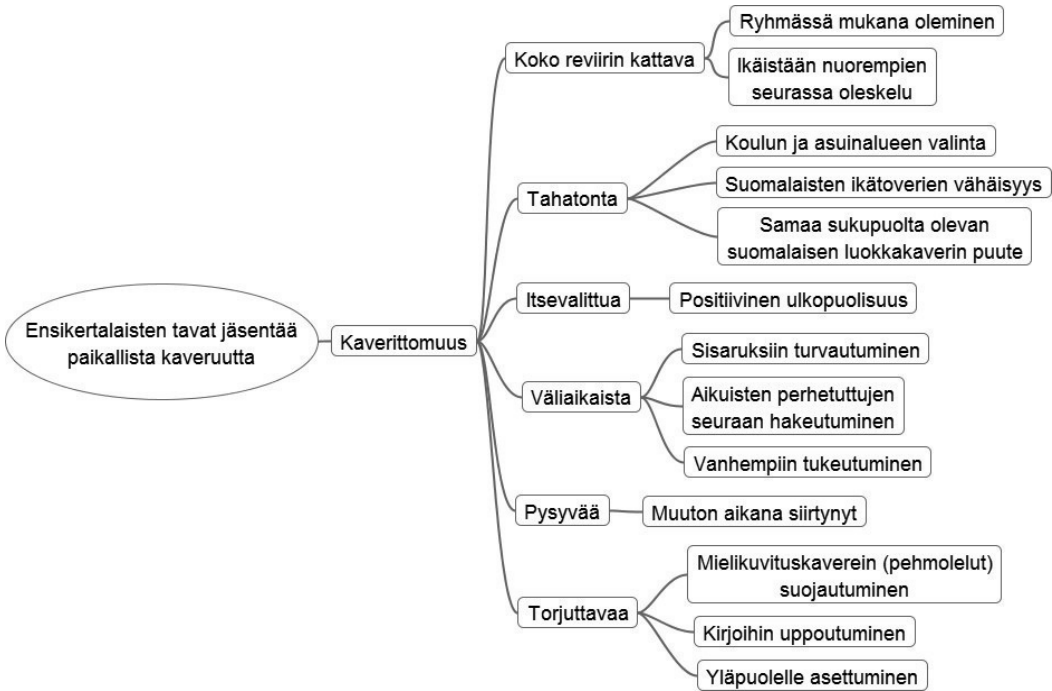 Ensikertalaisten tavat jäsentää
paikallista kaveruutta
Kaverittomuus
Koko reviirin kattava
Ryhmässä mukana oleminen
Ikäistään nuorempien
seurassa oleskelu
Tahatonta
Koulun ja asuinalueen valinta
Suomalaisten ikätoverien vähäisyys
Samaa sukupuolta olevan
suomalaisen luokkakaverin puute
Itsevalittua
Positiivinen ulkopuolisuus
Väliaikaista
Sisaruksiin turvautuminen
Aikuisten perhetuttujen
seuraan hakeutuminen
Vanhempiin tukeutuminen
Pysyvää
Muuton aikana siirtynyt
Torjuttavaa
Mielikuvituskaverein (pehmolelut)
suojautuminen
Kirjoihin uppoutuminen
Yläpuolelle asettuminen